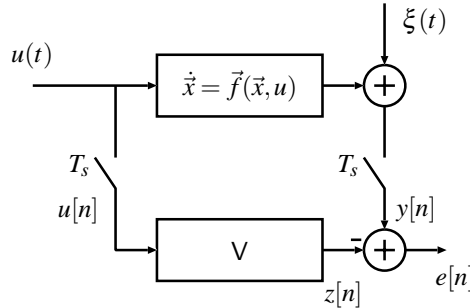 ξ(t)
u(t)
ẋ⃗ = f⃗(x⃗,u)
+
T_s
T_s
u[n]
y[n]
V
-
+
z[n]
e[n]